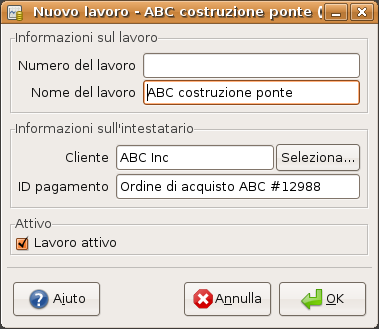 Nuovo lavoro - ABC costruzione ponte (
Informazioni sul lavoro
Numero del lavoro
Nome del lavoro ABC costruzione ponte
Informazioni sull'intestatario
Cliente ABC Inc Seleziona...
ID pagamento Ordine di acquisto ABC #12988
Attivo
Lavoro attivo
Aiuto Annulla OK